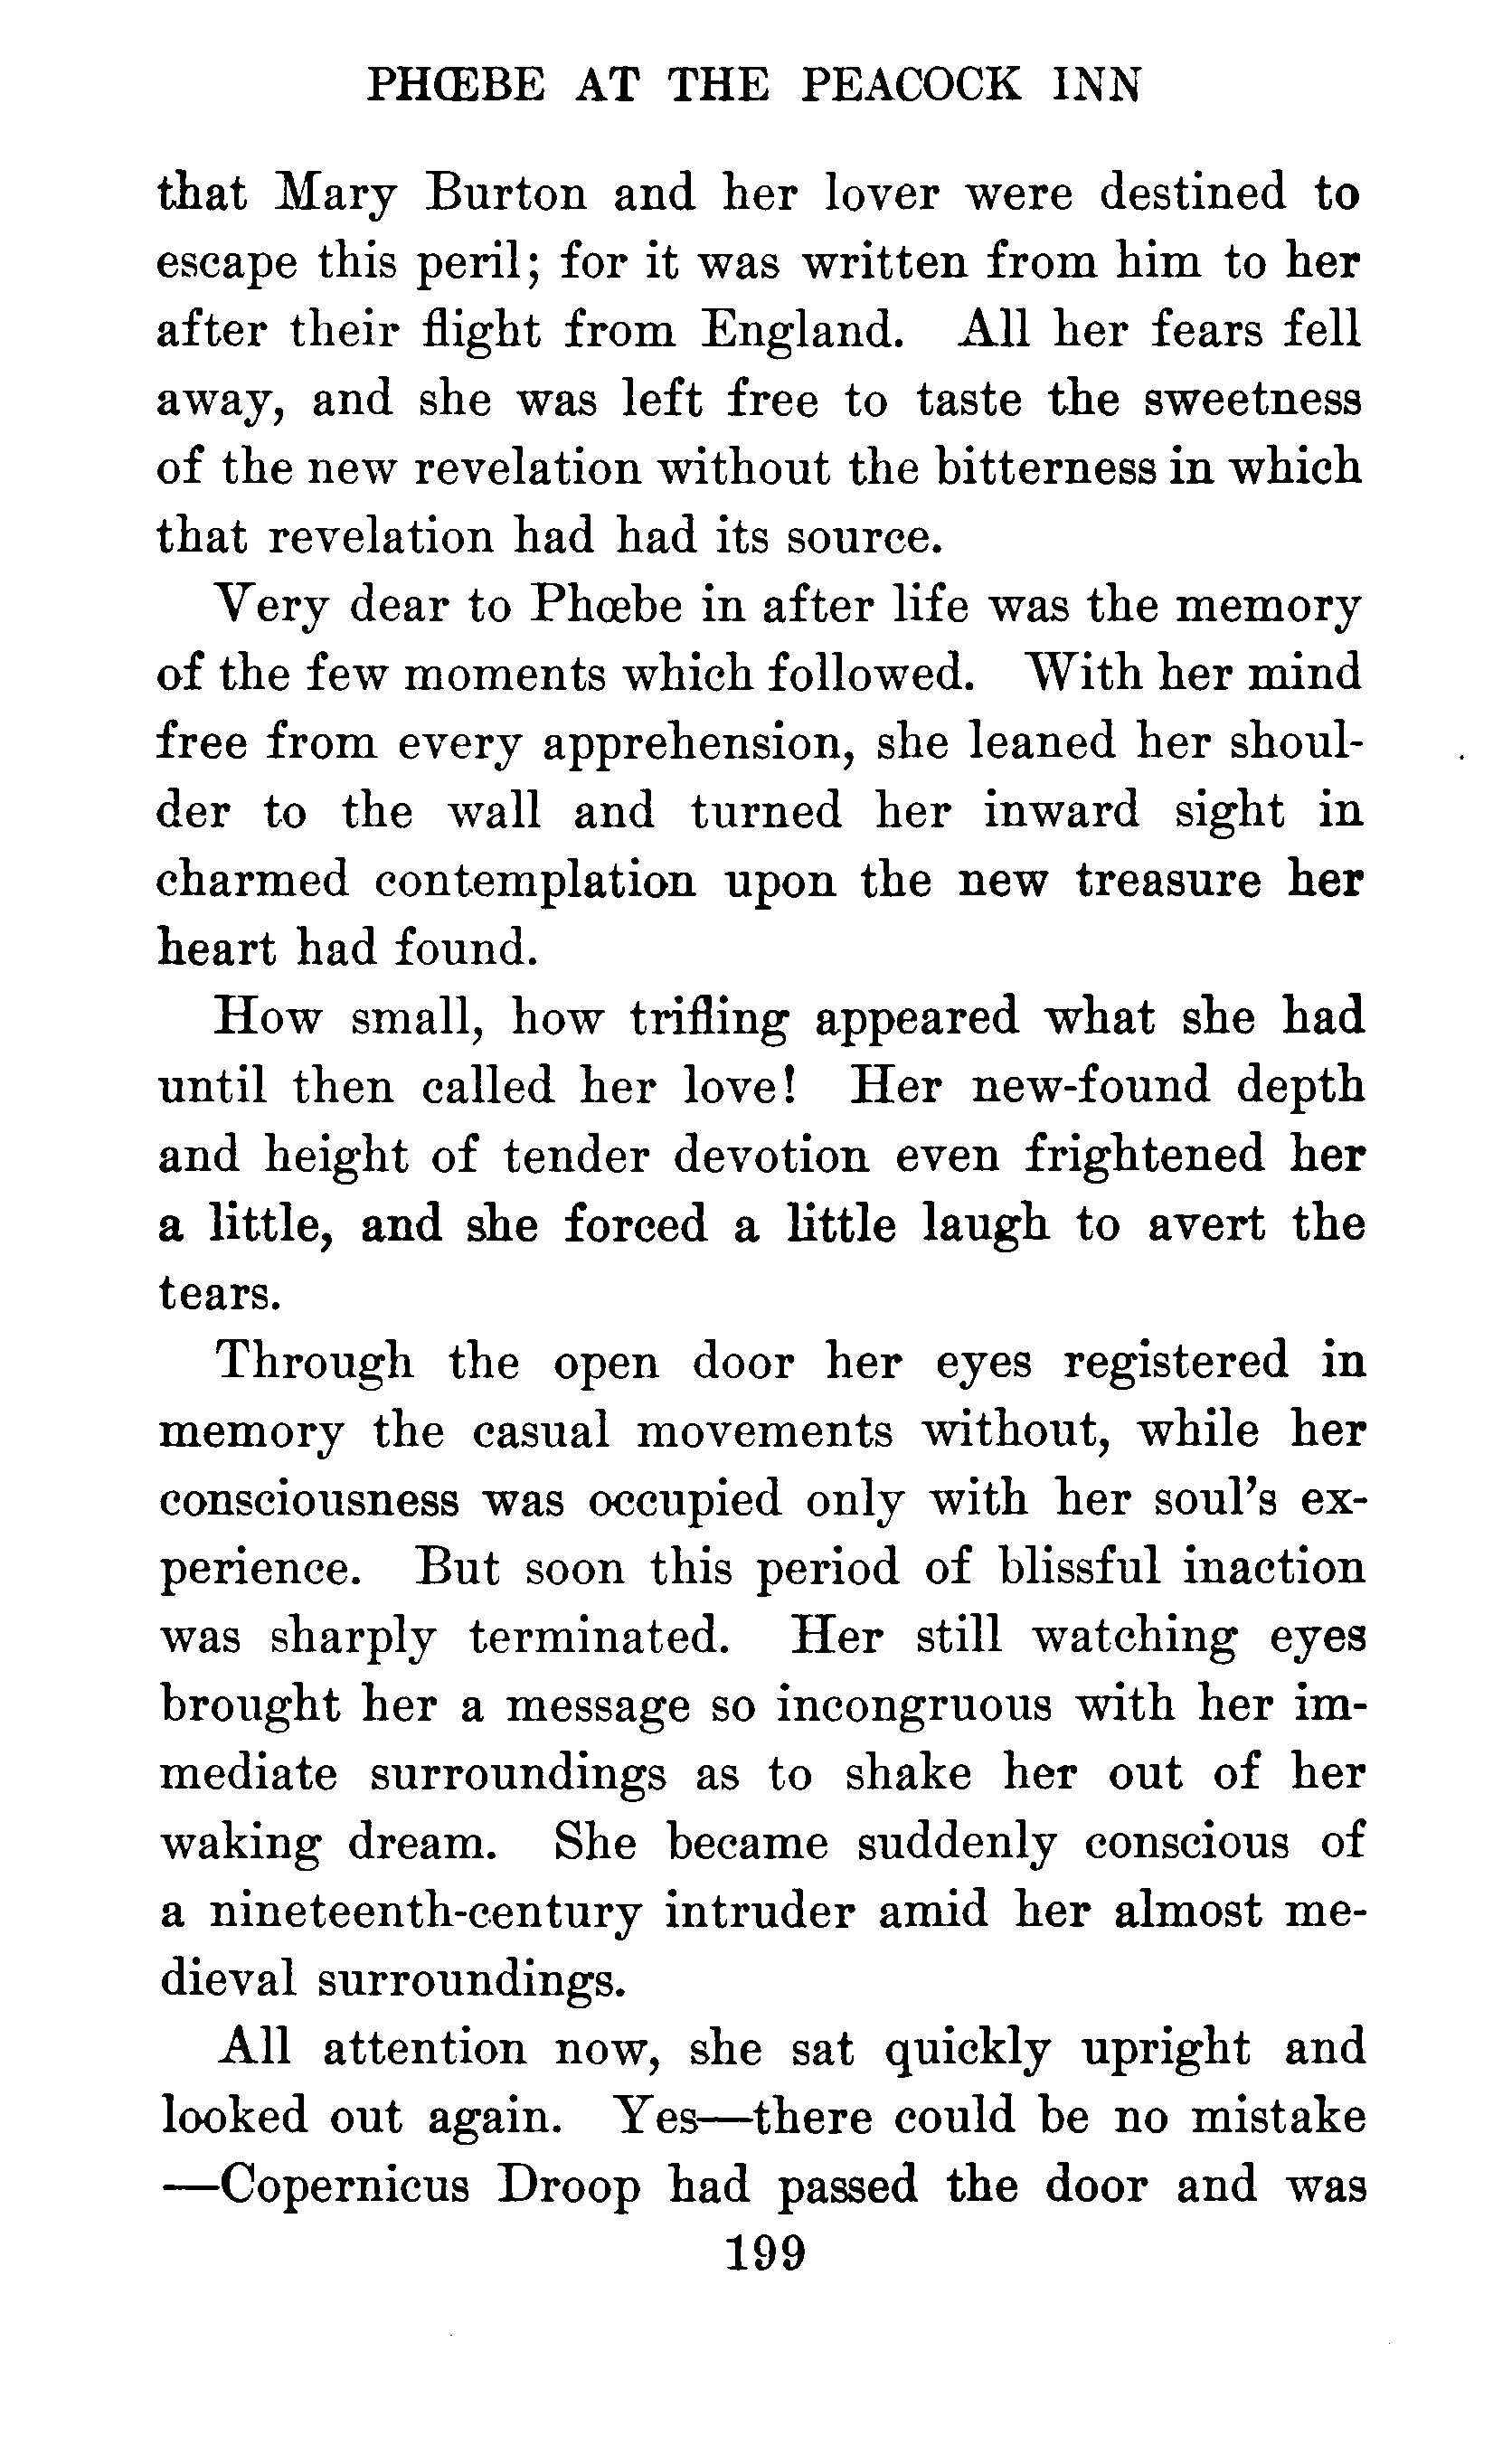 PHŒBE AT THE PEACOCK INN
that Mary Burton and her lover were destined to
escape this peril; for it was written from him to her
after their flight from England. All her fears fell
away, and she was left free to taste the sweetness
of the new revelation without the bitterness in which
that revelation had had its source.
Very dear to Phœbe in after life was the memory
of the few moments which followed. With her mind
free from every apprehension, she leaned her shoul-
der to the wall and turned her inward sight in
charmed contemplation upon the new treasure her
heart had found.
How small, how trifling appeared what she had
until then called her love! Her new-found depth
and height of tender devotion even frightened her
a little, and she forced a little laugh to avert the
tears.
Through the open door her eyes registered in
memory the casual movements without, while her
consciousness was occupied only with her soul's ex-
perience. But soon this period of blissful inaction
was sharply terminated. Her still watching eyes
brought her a message so incongruous with her im-
mediate surroundings as to shake her out of her
waking dream. She became suddenly conscious of
a nineteenth-century intruder amid her almost me-
dieval surroundings.
All attention now, she sat quickly upright and
looked out again. Yes—there could be no mistake
—Copernicus Droop had passed the door and was
199